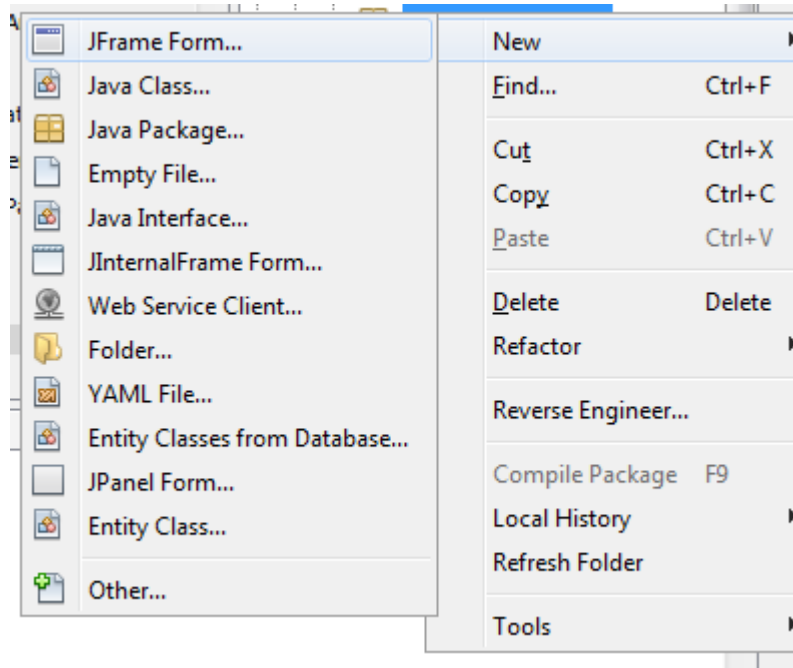 JFrame Form...
Java Class...
Java Package...
Empty File...
Java Interface...
JInternalFrame Form...
Web Service Client...
Folder...
YAML File...
Entity Classes from Database...
JPanel Form...
Entity Class...
Other...
New
Find... Ctrl+F
Cut Ctrl+X
Copy Ctrl+C
Paste Ctrl+V
Delete Delete
Refactor
Reverse Engineer...
Compile Package F9
Local History
Refresh Folder
Tools